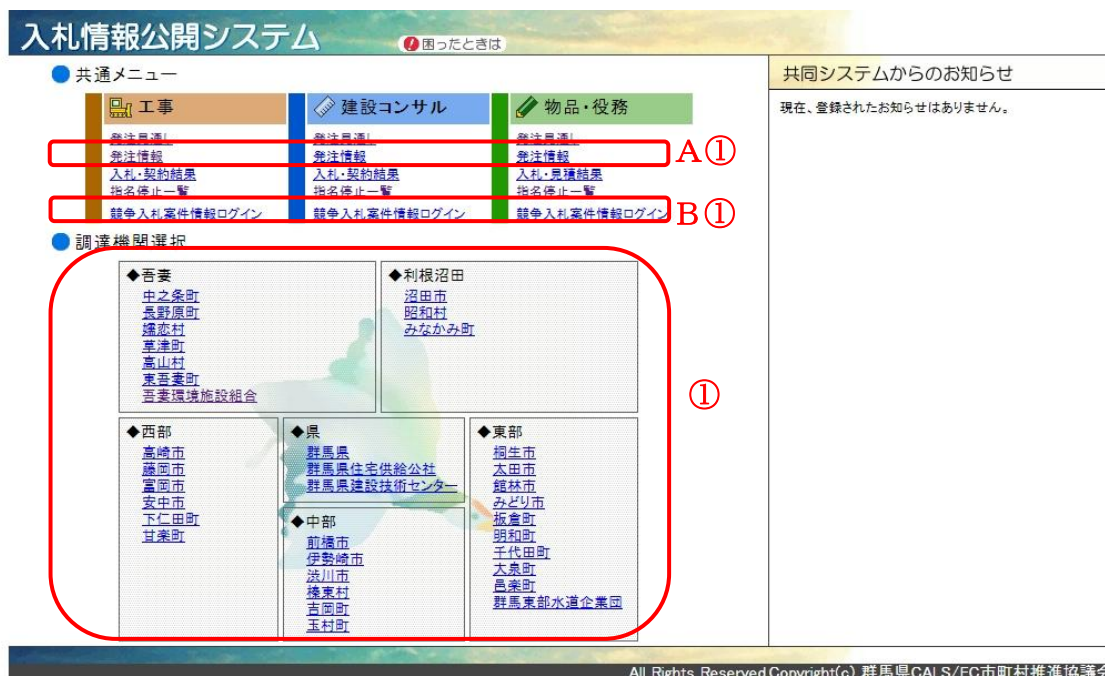 入札情報公開システム
困ったときは
共通メニュー
工事
建設コンサル
物品・役務
発注見通し
発注見通し
発注見通し
発注情報
発注情報
発注情報
A①
入札・契約結果
入札・契約結果
入札・見積結果
指名停止一覧
指名停止一覧
指名停止一覧
競争入札案件情報ログイン
競争入札案件情報ログイン
競争入札案件情報ログイン
B①
調達機関選択
◆吾妻
中之条町
長野原町
嬬恋村
草津町
高山村
東吾妻町
吾妻環境施設組合
◆利根沼田
沼田市
昭和村
みなかみ町
①
◆西部
高崎市
藤岡市
富岡市
安中市
下仁田町
甘楽町
◆県
群馬県
群馬県住宅供給公社
群馬県建設技術センター
◆中部
前橋市
伊勢崎市
渋川市
榛東村
吉岡町
玉村町
◆東部
桐生市
太田市
館林市
みどり市
板倉町
明和町
千代田町
大泉町
邑楽町
群馬東部水道企業団
共同システムからのお知らせ
現在、登録されたお知らせはありません。
All Rights Reserved,Copyright(c) 群馬県CALS/EC市町村推進協議会